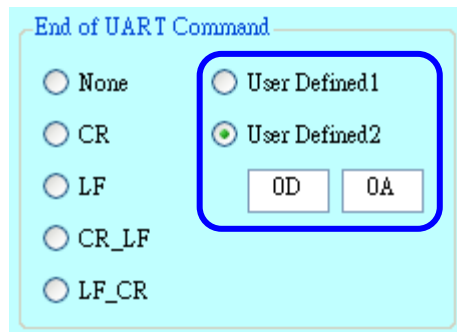 End of UART Command
None
User Defined1
CR
User Defined2
LF
0D 0A
CR_LF
LF_CR